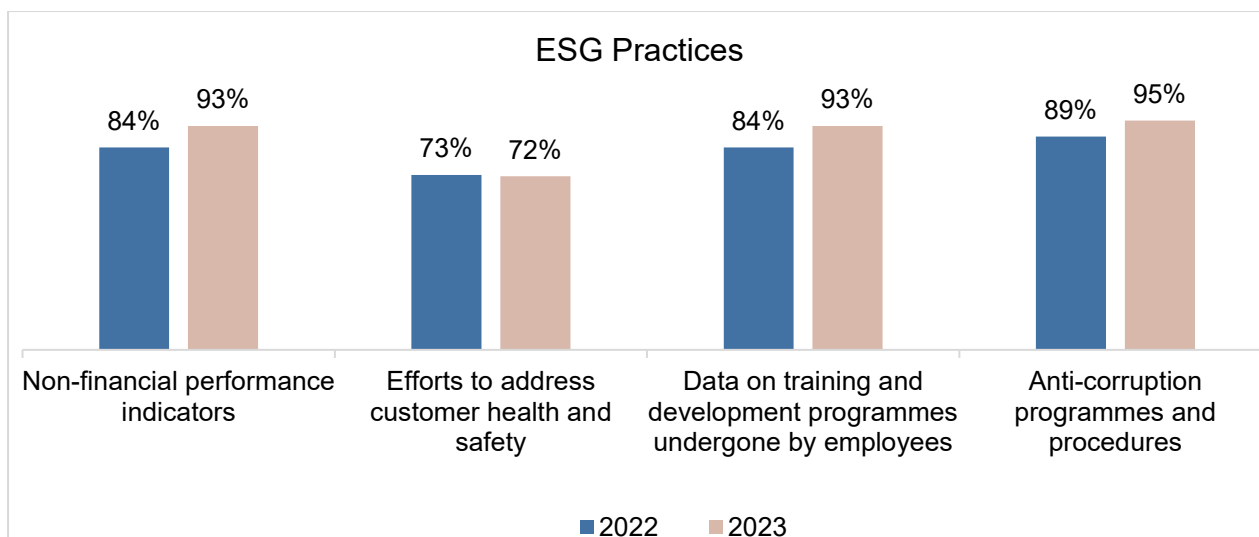 ESG Practices
84%
93%
73%
72%
84%
93%
89%
95%
Non-financial performance
indicators
Efforts to address
customer health and
safety
Data on training and
development programmes
undergone by employees
Anti-corruption
programmes and
procedures
2022
2023